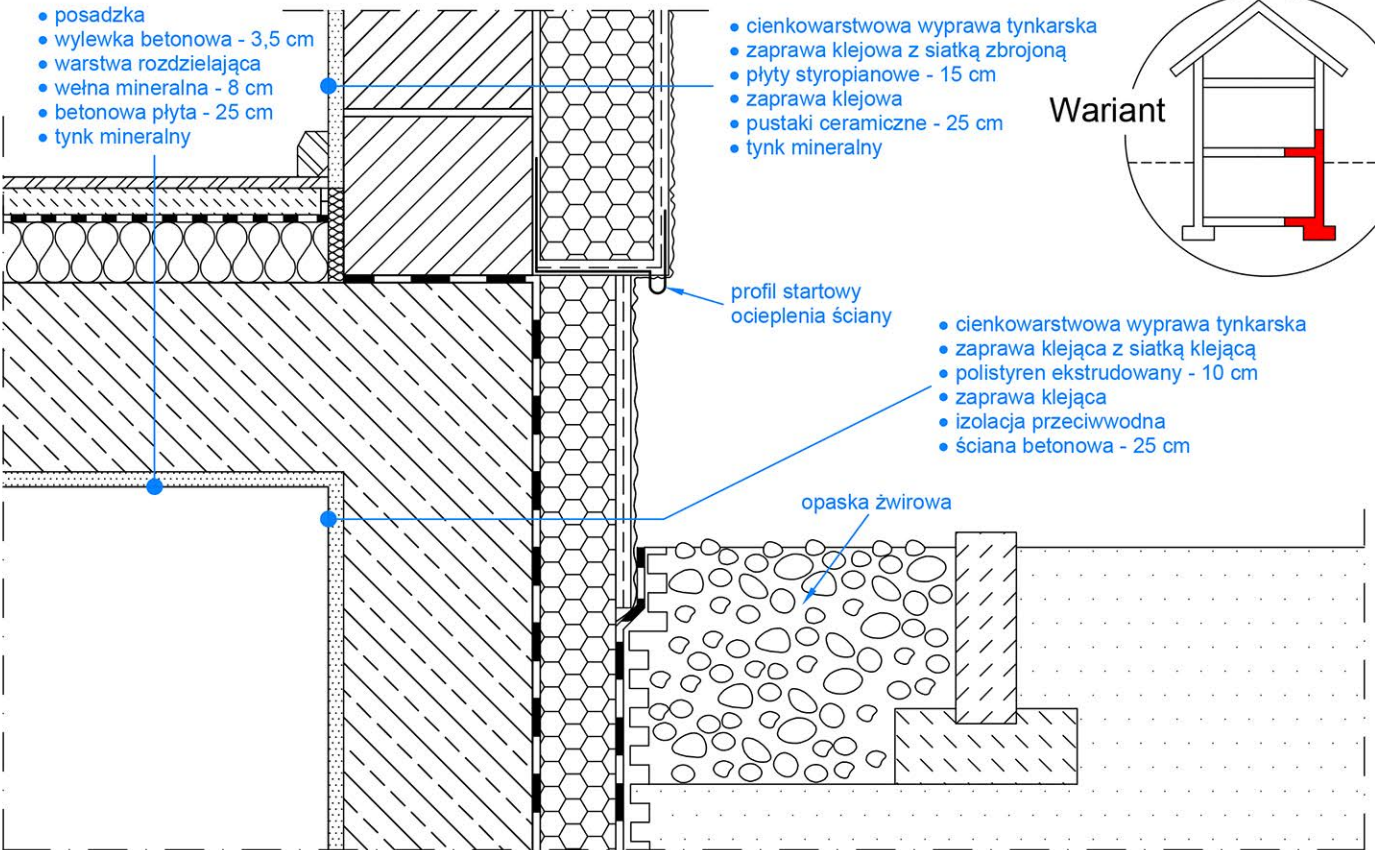 • posadzka
• wylewka betonowa - 3,5 cm
• warstwa rozdzielająca
• wełna mineralna - 8 cm
• betonowa płyta - 25 cm
• tynk mineralny
• cienkowarstwowa wyprawa tynkarska
• zaprawa klejowa z siatką zbrojoną
• płyty styropianowe - 15 cm
• zaprawa klejowa
• pustaki ceramiczne - 25 cm
• tynk mineralny
Wariant
profil startowy
ocieplenia ściany
• cienkowarstwowa wyprawa tynkarska
• zaprawa klejąca z siatką klejącą
• polistyren ekstrudowany - 10 cm
• zaprawa klejąca
• izolacja przeciwwodna
• ściana betonowa - 25 cm
opaska żwirowa